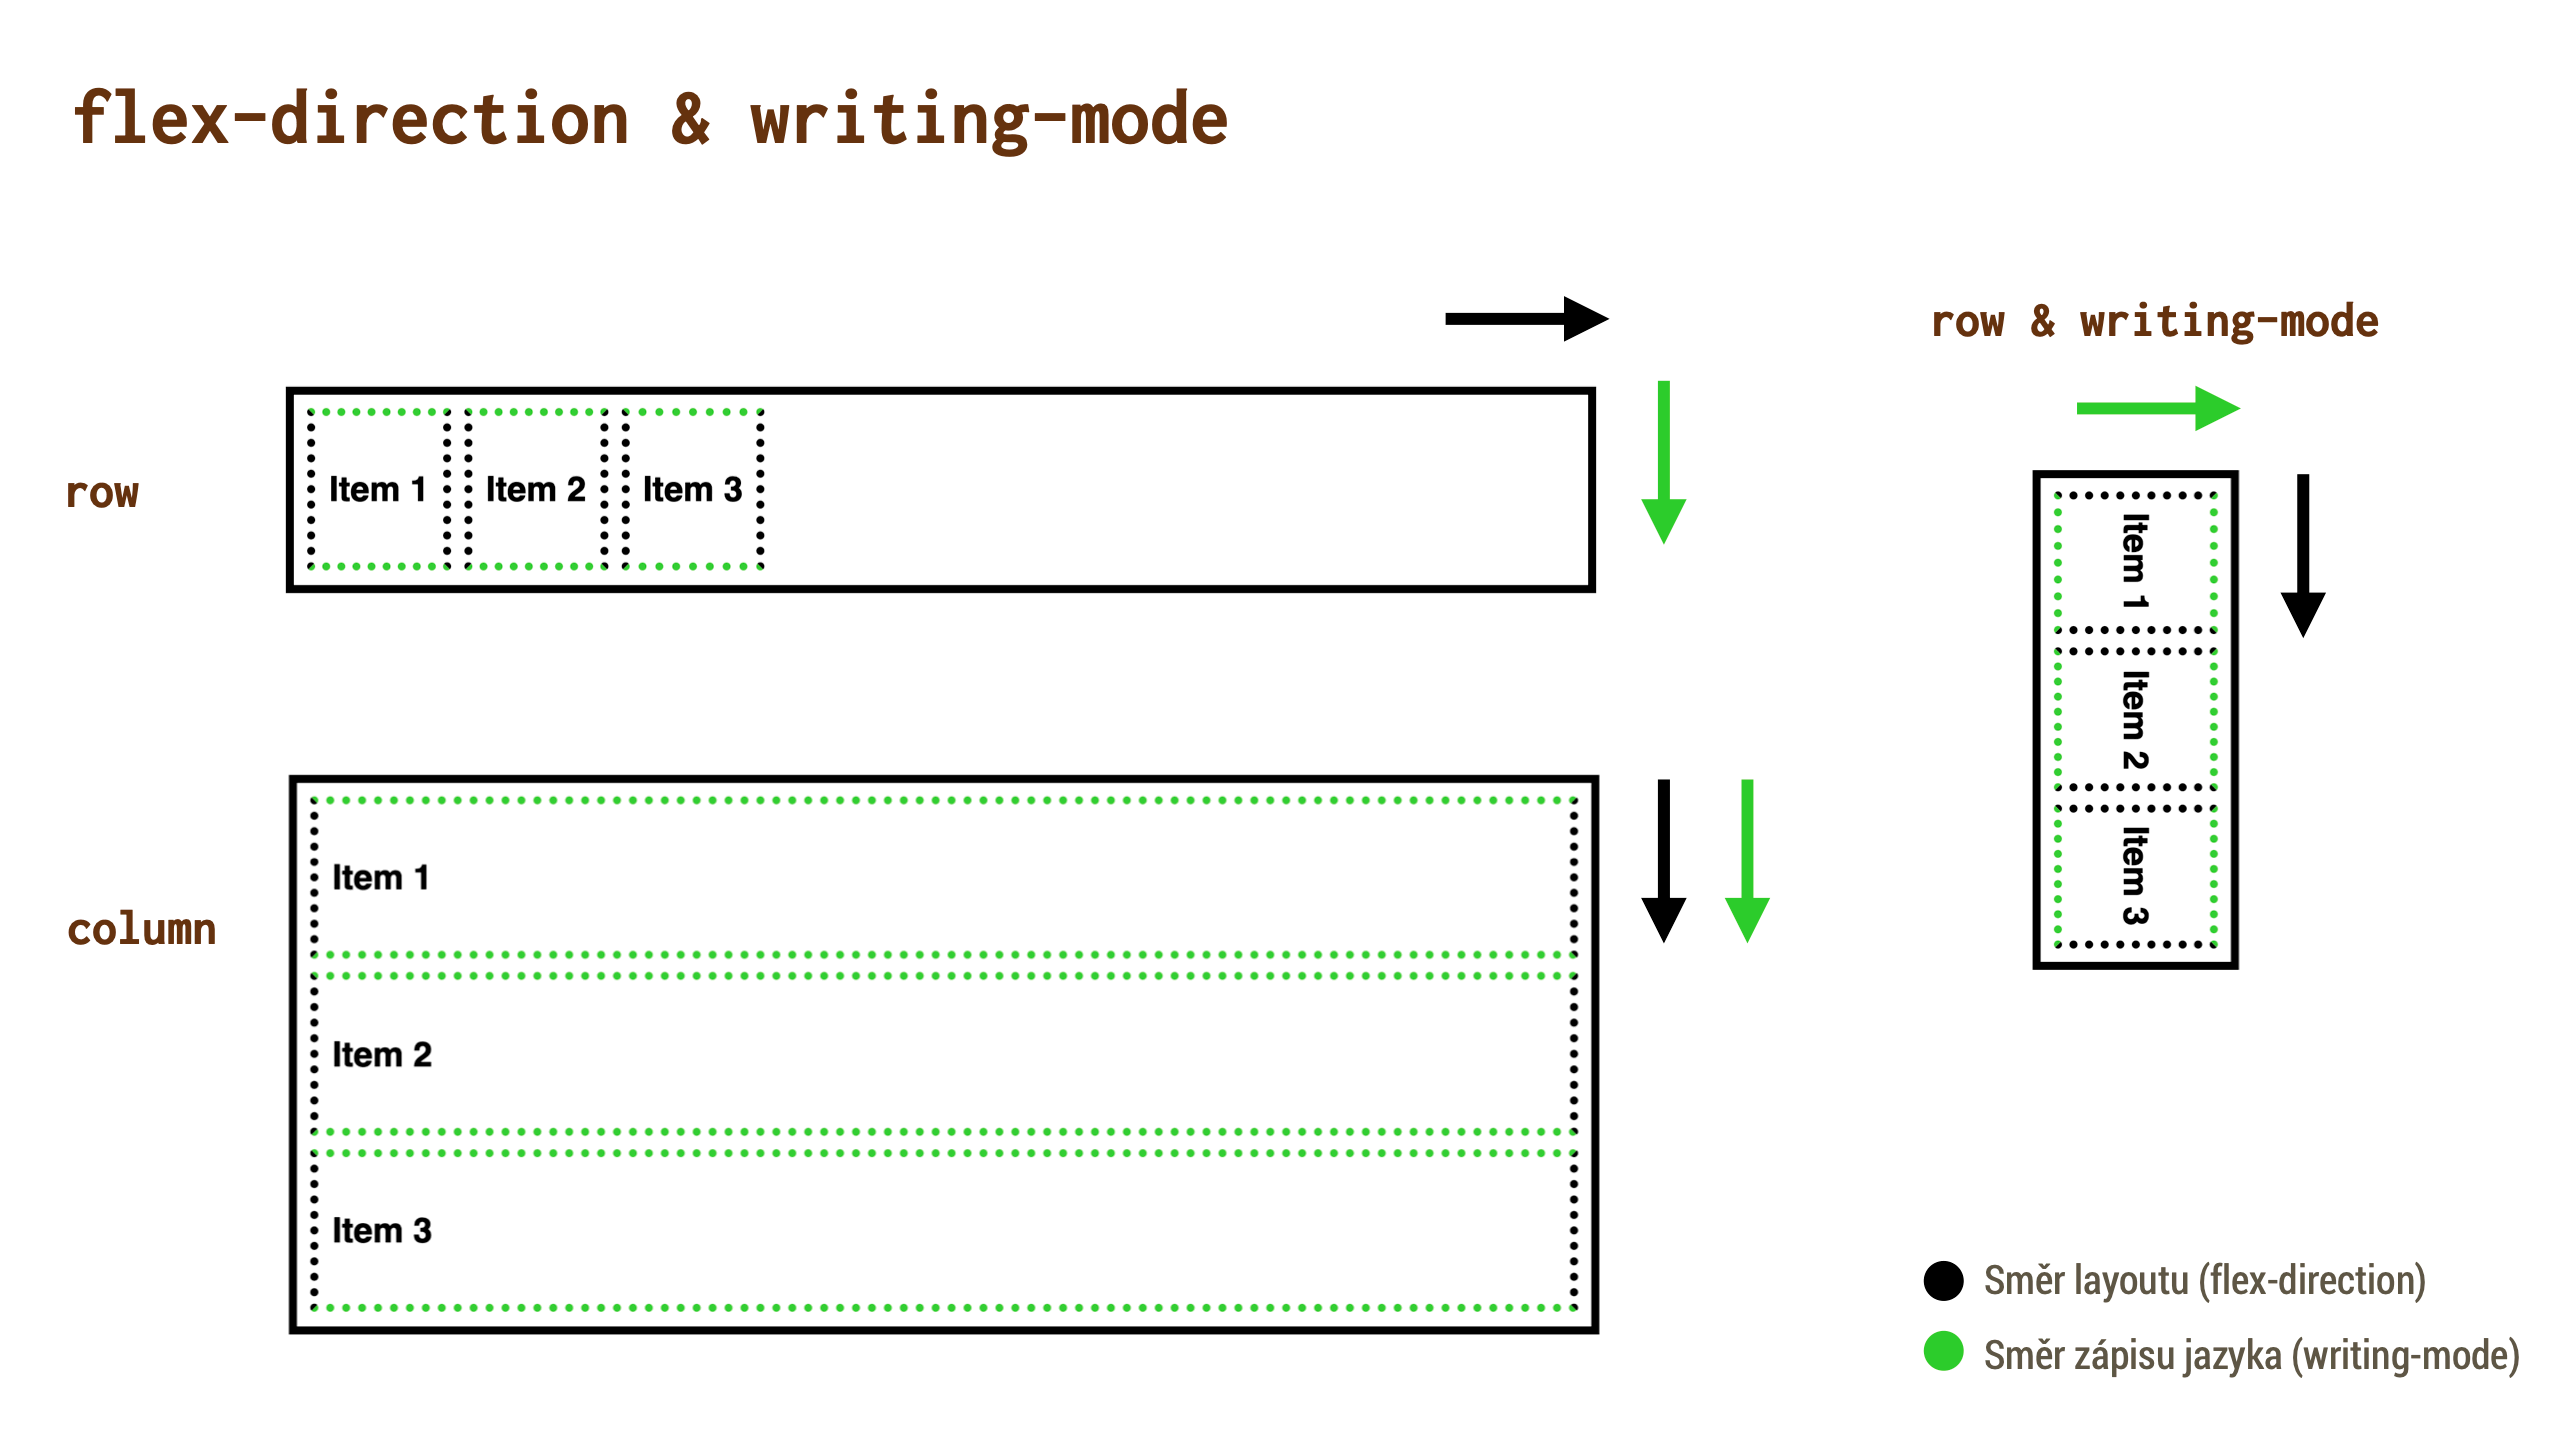 flex-direction & writing-mode
row
Item 1 Item 2 Item 3
column
Item 1
Item 2
Item 3
row & writing-mode
Item 1
Item 2
Item 3
Směr layoutu (flex-direction)
Směr zápisu jazyka (writing-mode)